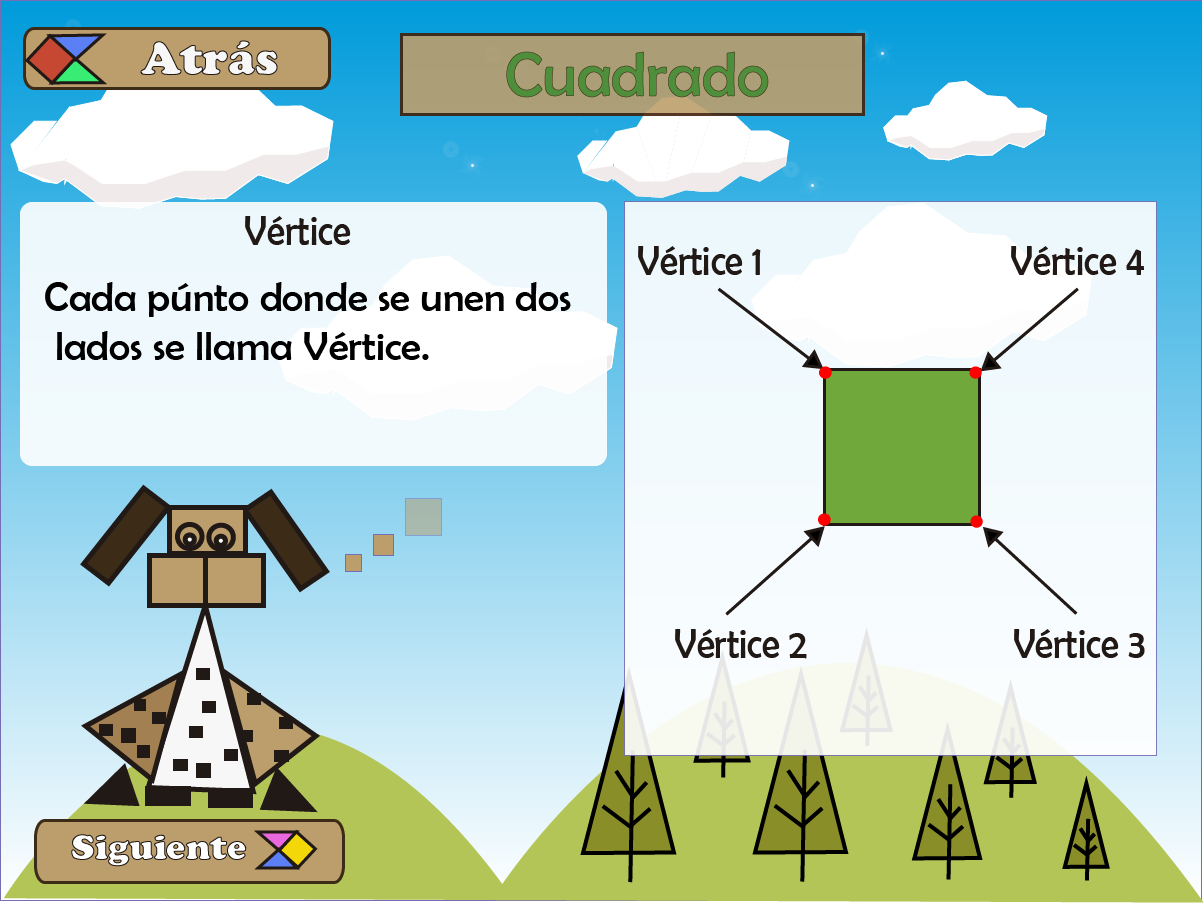 Atrás
Cuadrado
Vértice
Cada púnto donde se unen dos
lados se llama Vértice.
Vértice 1
Vértice 4
Vértice 2
Vértice 3
Siguiente